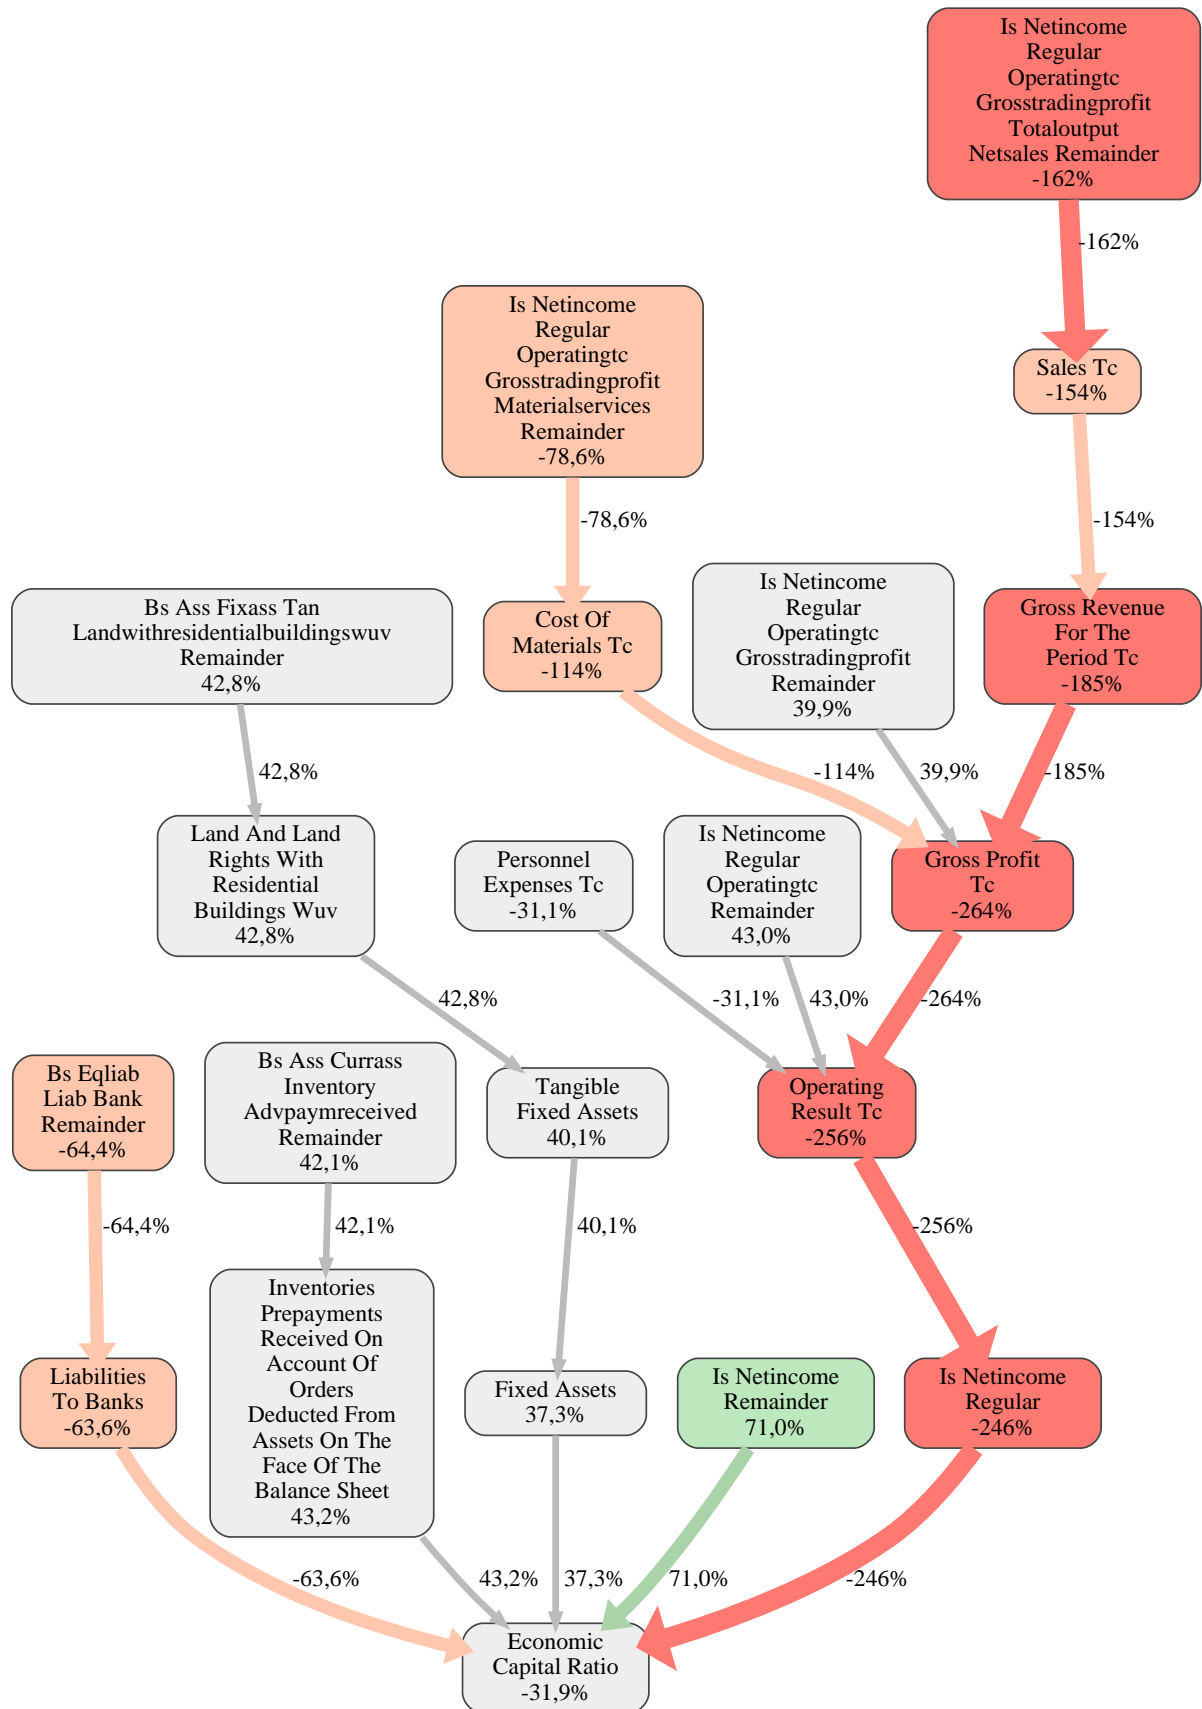 Is Netincome
Regular
Operatingtc
Grosstradingprofit
Totaloutput
Netsales Remainder
-162%
-162%
Is Netincome
Regular
Operatingtc
Grosstradingprofit
Materialservices
Remainder
-78,6%
Sales Tc
-154%
-78,6%
-154%
Bs Ass Fixass Tan
Landwithresidentialbuildingswuv
Remainder
42,8%
Cost Of
Materials Tc
-114%
Is Netincome
Regular
Operatingtc
Grosstradingprofit
Remainder
39,9%
Gross Revenue
For The
Period Tc
-185%
42,8%
-114%
39,9%
-185%
Land And Land
Rights With
Residential
Buildings Wuv
42,8%
Personnel
Expenses Tc
-31,1%
Is Netincome
Regular
Operatingtc
Remainder
43,0%
Gross Profit
Tc
-264%
42,8%
-31,1%
43,0%
-264%
Bs Eqliab
Liab Bank
Remainder
-64,4%
Bs Ass Currass
Inventory
Advpaymreceived
Remainder
42,1%
Tangible
Fixed Assets
40,1%
Operating
Result Tc
-256%
-64,4%
42,1%
40,1%
-256%
Liabilities
To Banks
-63,6%
Inventories
Prepayments
Received On
Account Of
Orders
Deducted From
Assets On The
Face Of The
Balance Sheet
43,2%
Fixed Assets
37,3%
Is Netincome
Remainder
71,0%
Is Netincome
Regular
-246%
-63,6%
43,2%
37,3%
71,0%
-246%
Economic
Capital Ratio
-31,9%